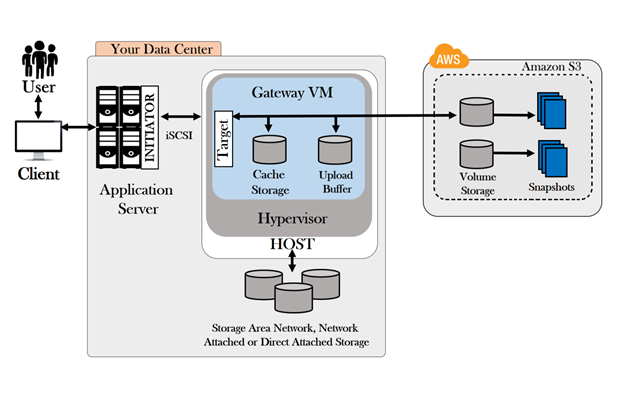 Your Data Center
User
Client
Application
Server
INITIATOR
iSCSI
Gateway VM
Target
Cache
Storage
Upload
Buffer
Hypervisor
HOST
Storage Area Network, Network
Attached or Direct Attached Storage
AWS
Amazon S3
Volume
Storage
Snapshots